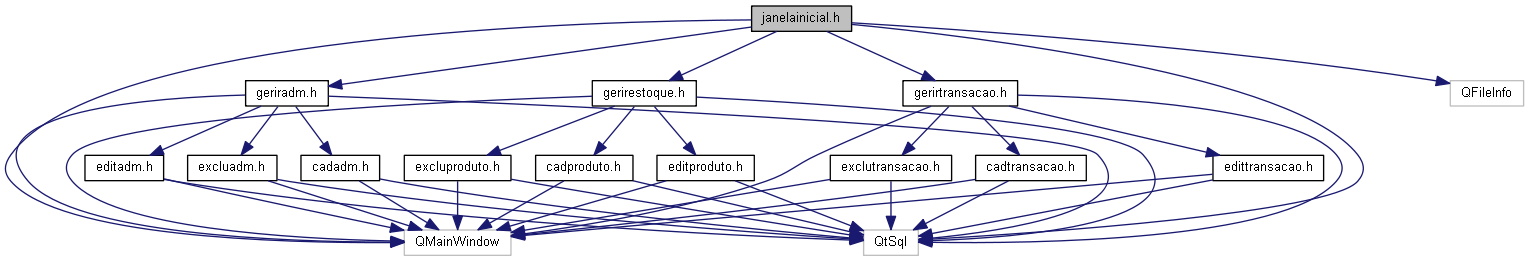 janelainicial.h
geriradm.h
gerirestoque.h
gerirtransacao.h
QFileInfo
editadm.h
excluadm.h
cadadm.h
excluproduto.h
cadproduto.h
editproduto.h
exclutransacao.h
cadtransacao.h
edittransacao.h
QMainWindow
QtSql